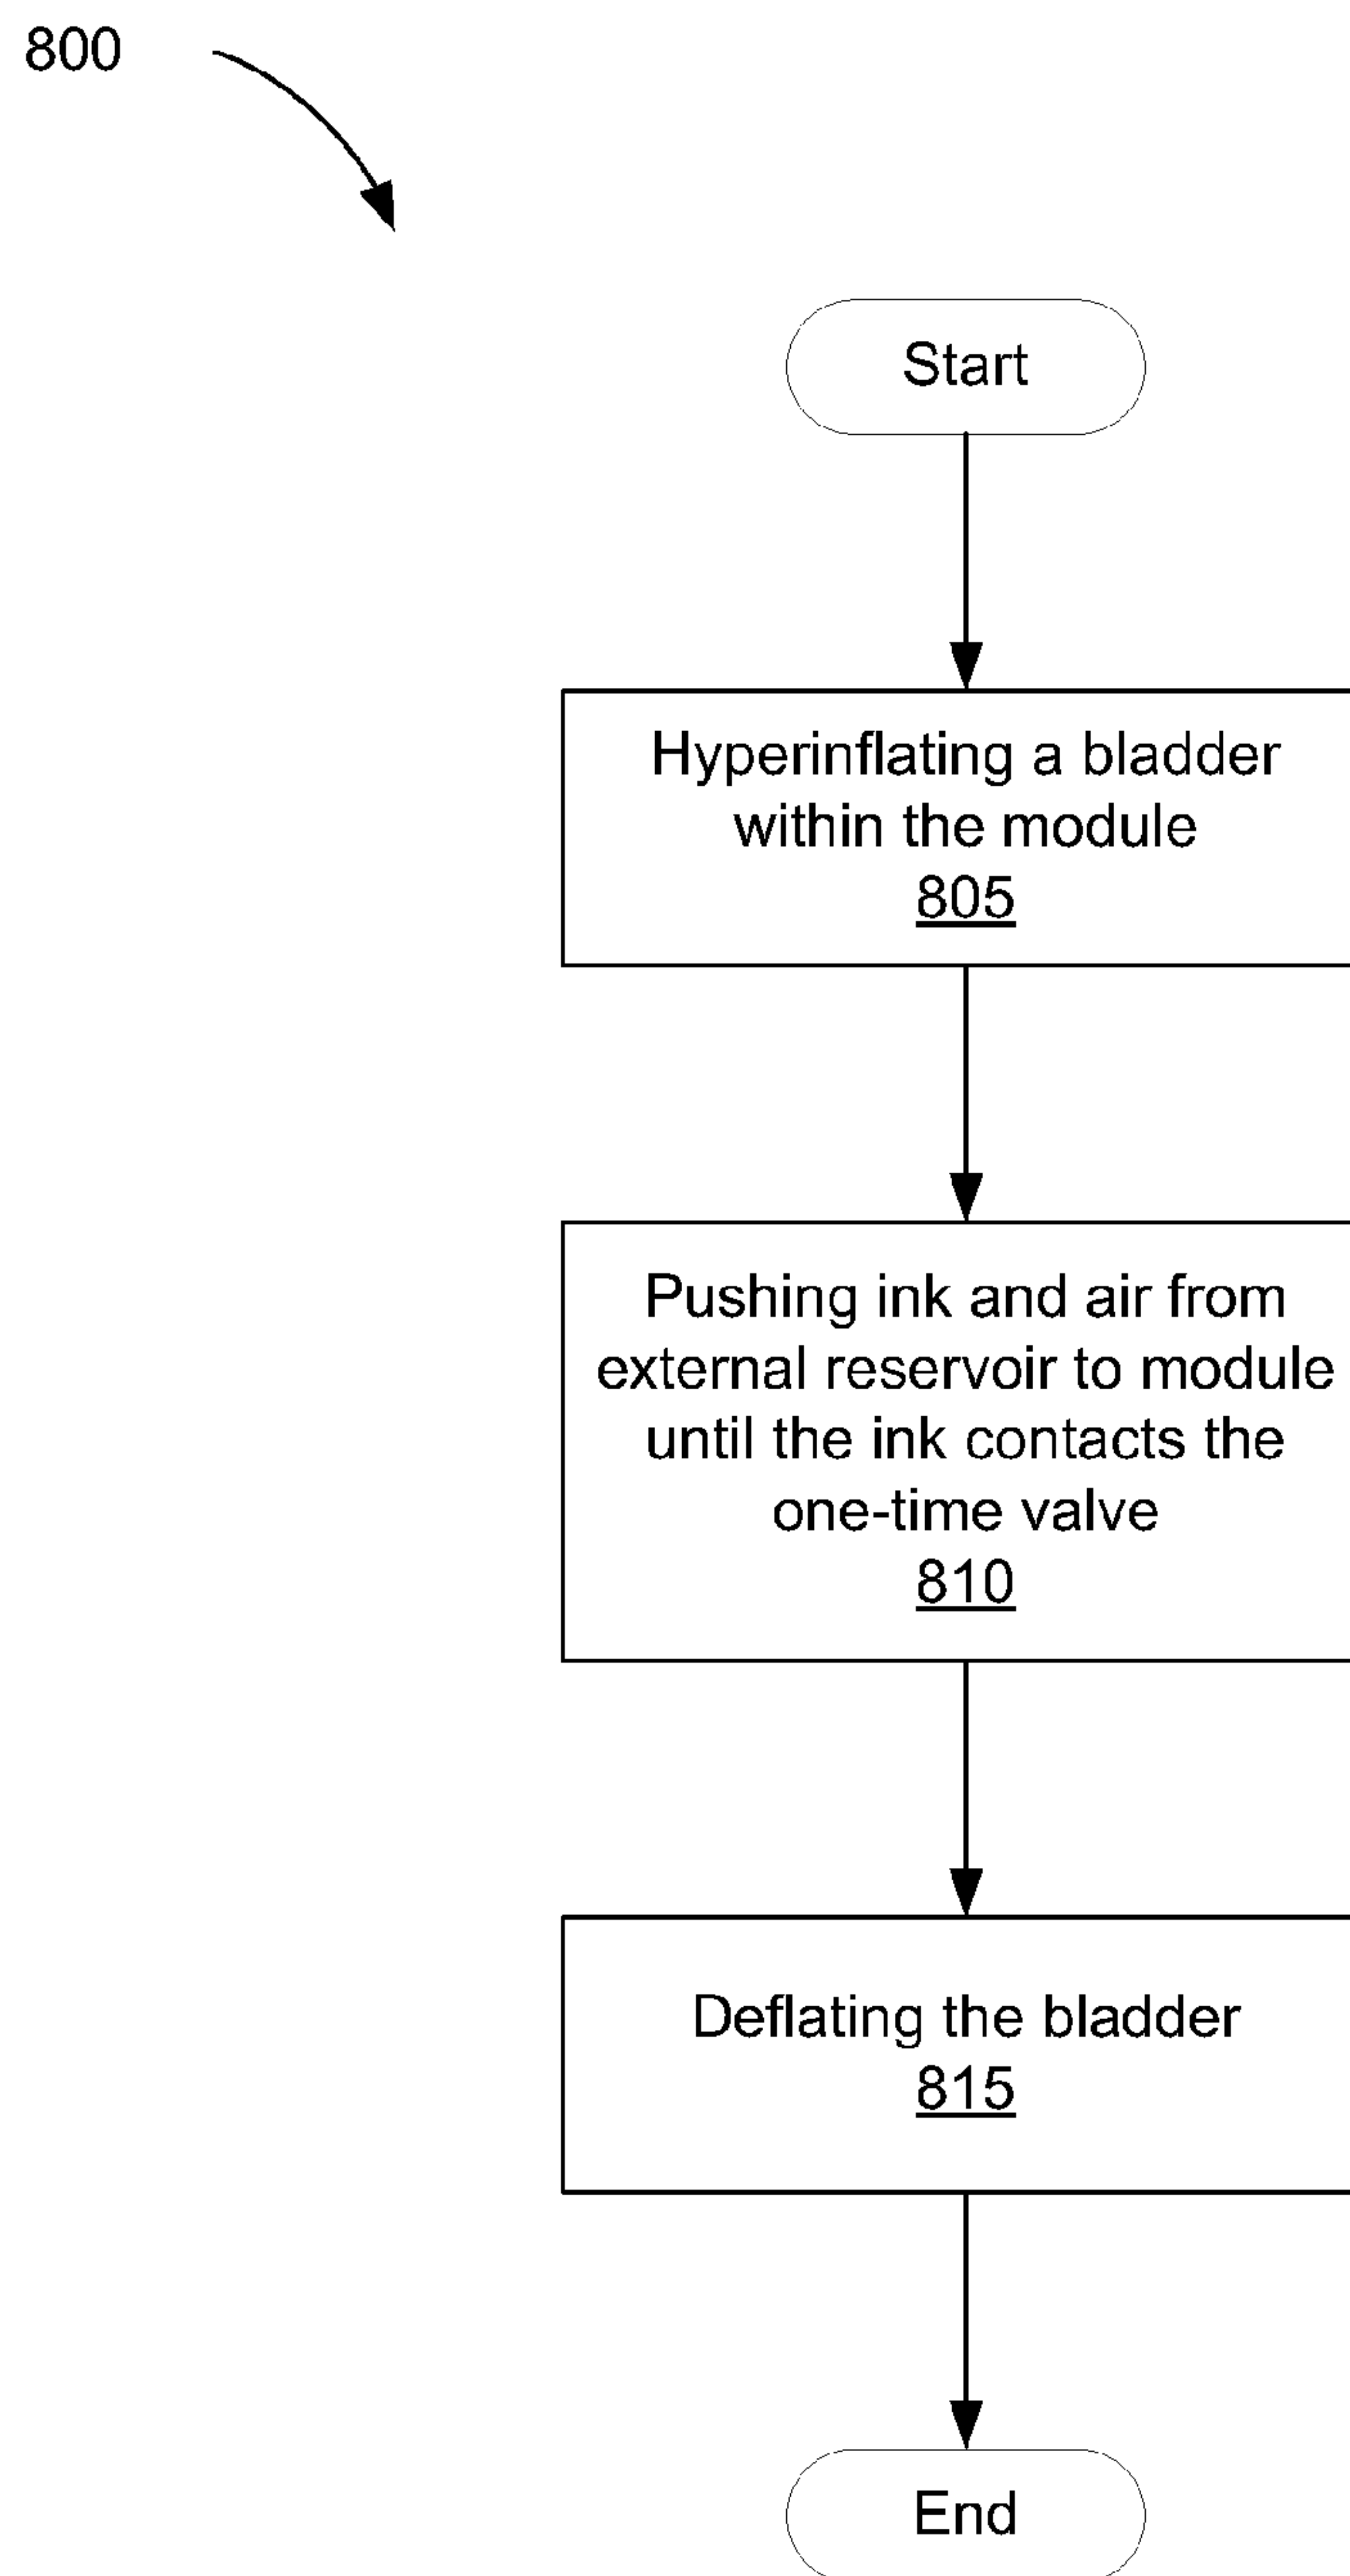 800
Start
Hyperinflating a bladder
within the module
805
Pushing ink and air from
external reservoir to module
until the ink contacts the
one-time valve
810
Deflating the bladder
815
End